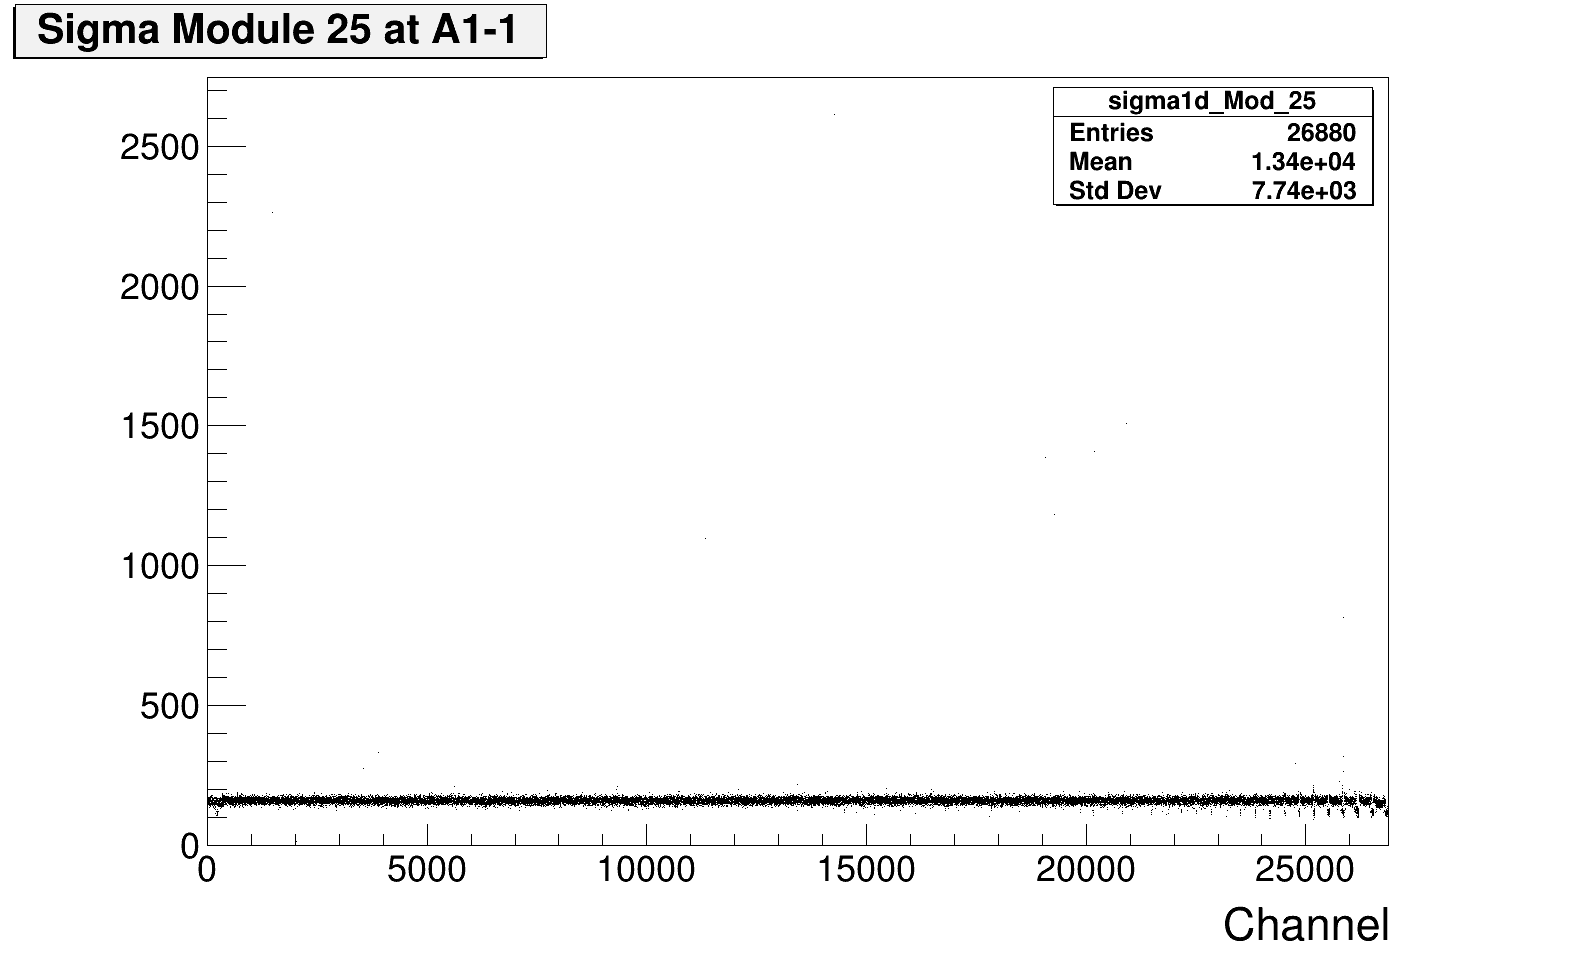 Sigma Module 25 at A1-1
sigma1d_Mod_25
Entries 26880
Mean 1.34e+04
Std Dev 7.74e+03
2500
2000
1500
1000
500
0
0 5000 10000 15000 20000 25000
Channel